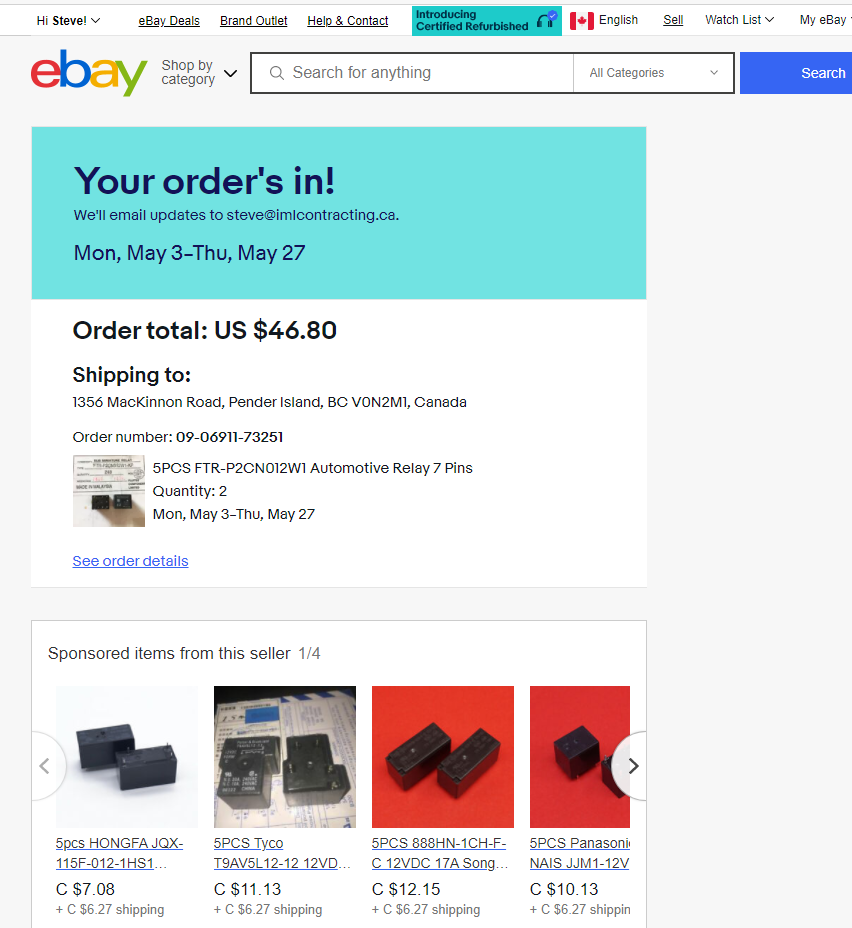 Hi Steve!
eBay Deals
Brand Outlet
Help & Contact
Introducing
Certified Refurbished
English
Sell
Watch List
My eBay
ebay
Shop by
category
Search for anything
All Categories
Search
Your order's in!
We'll email updates to steve@imlcontracting.ca.
Mon, May 3–Thu, May 27
Order total: US $46.80
Shipping to:
1356 MacKinnon Road, Pender Island, BC V0N2M1, Canada
Order number: 09-06911-73251
5PCS FTR-P2CN012W1 Automotive Relay 7 Pins
Quantity: 2
Mon, May 3–Thu, May 27
See order details
Sponsored items from this seller 1/4
5pcs HONGFA JQX-
115F-012-1HS1...
C $7.08
+ C $6.27 shipping
5PCS Tyco
T9AV5L12-12 12VD...
C $11.13
+ C $6.27 shipping
5PCS 888HN-1CH-F-
C 12VDC 17A Song...
C $12.15
+ C $6.27 shipping
5PCS Panasoni
NAIS JJM1-12V
C $10.13
+ C $6.27 shippin